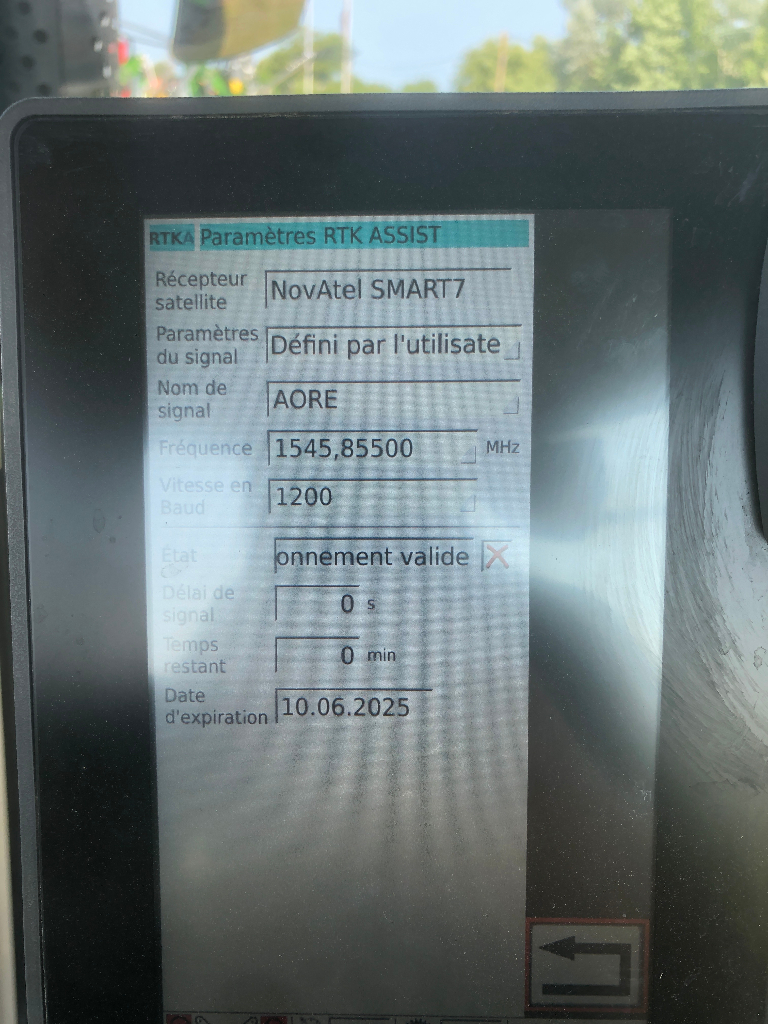 RTKA Paramètres RTK ASSIST
Récepteur satellite
NovAtel SMART7
Paramètres du signal
Défini par l'utilisate
Nom de signal
AORE
Fréquence
1545,85500 MHz
Vitesse en Baud
1200
État
onnement valide
Délai de signal
0 s
Temps restant
0 min
Date d'expiration
10.06.2025